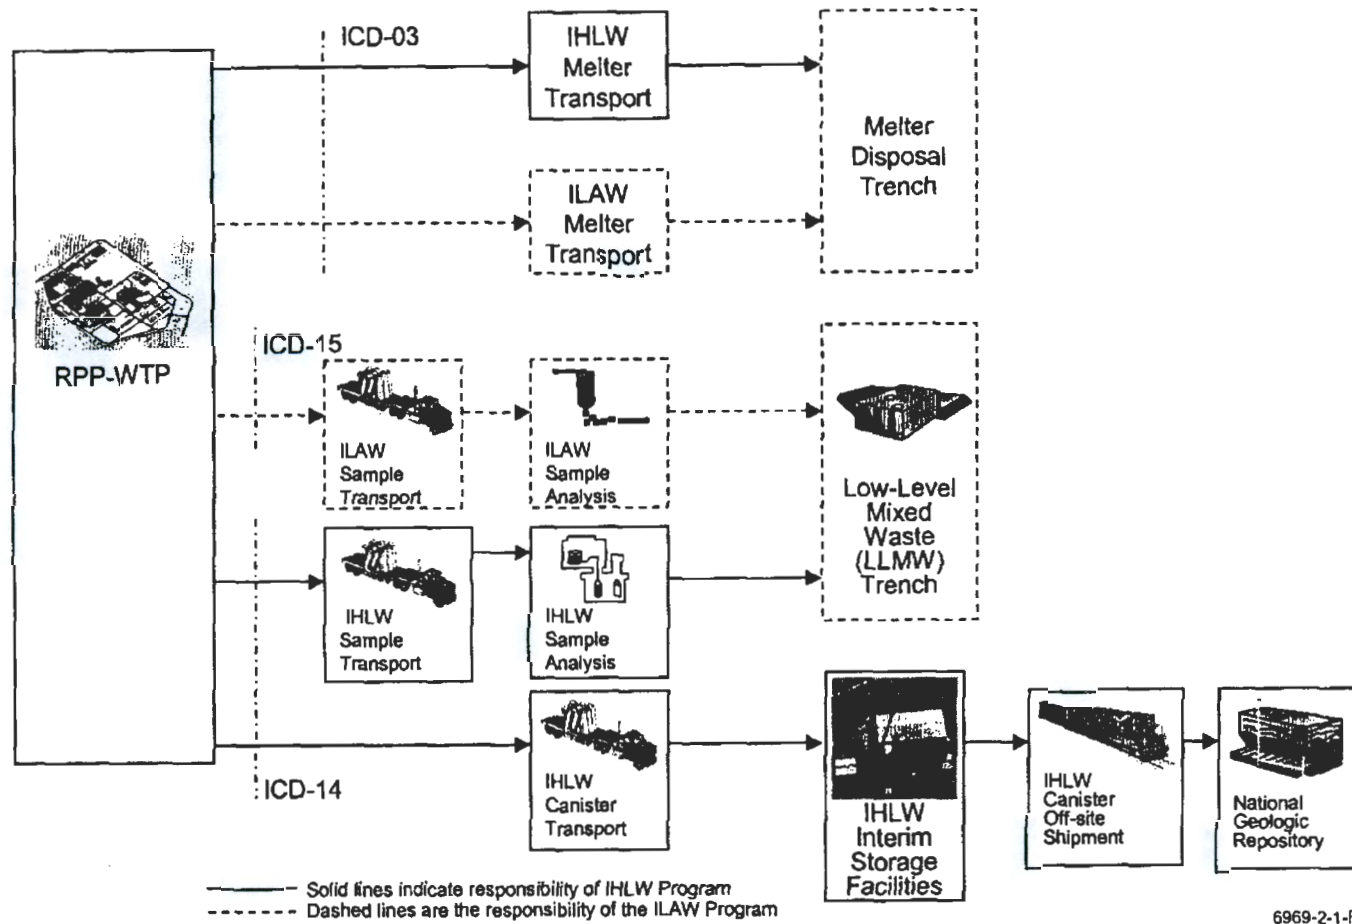 ICD-03
IHLW
Melter
Transport
Melter
Disposal
Trench
ILAW
Melter
Transport
RPP-WTP
ICD-15
ILAW
Sample
Transport
ILAW
Sample
Analysis
Low-Level
Mixed
Waste
(LLMW)
Trench
IHLW
Sample
Transport
IHLW
Sample
Analysis
ICD-14
IHLW
Canister
Transport
IHLW
Interim
Storage
Facilities
IHLW
Canister
Off-site
Shipment
National
Geologic
Repository
Solid lines indicate responsibility of IHLW Program
Dashed lines are the responsibility of the ILAW Program